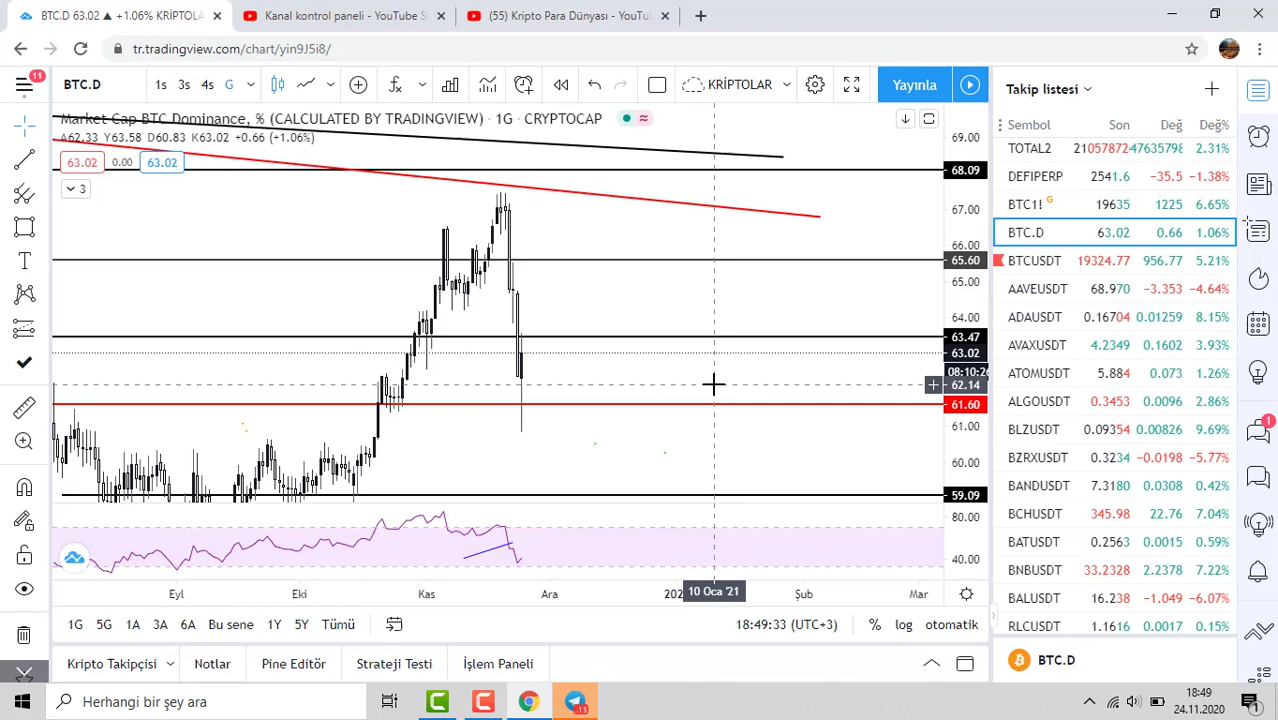 BTC.D 63.02 ▲ +1.06% KRİPTOLA
Kanal kontrol paneli - YouTube S
(55) Kripto Para Dünyası - YouTu
tr.tradingview.com/chart/yin9J5i8/
11
BTC.D
1s 3s 4s G
KRİPTOLAR
Yayınla
Takip listesi
Market Cap BTC Dominance, % (CALCULATED BY TRADINGVIEW) · 1G · CRYPTOCAP
A62.33 Y63.58 D60.83 K63.02 +0.66 (+1.06%)
63.02 0.00 63.02
3
69.00
68.09
67.00
66.00
65.60
65.00
64.00
63.47
63.02
08:10:26
62.14
61.60
61.00
60.00
59.09
80.00
40.00
Eyl Eki Kas Ara 202 10 Oca '21 Şub Mar
1G 5G 1A 3A 6A Bu sene 1Y 5Y Tümü
18:49:33 (UTC+3) % log otomatik
Kripto Takipçisi Notlar Pine Editör Strateji Testi İşlem Paneli
Sembol Son Değ Değ%
TOTAL2 21057872 4763579 2.31%
DEFIPERP 2541.6 −35.5 −1.38%
BTC1! G 19635 1225 6.65%
BTC.D 63.02 0.66 1.06%
BTCUSDT 19324.77 956.77 5.21%
AAVEUSDT 68.970 −3.353 −4.64%
ADAUSDT 0.16704 0.01259 8.15%
AVAXUSDT 4.2349 0.1602 3.93%
ATOMUSDT 5.884 0.073 1.26%
ALGOUSDT 0.3453 0.0096 2.86%
BLZUSDT 0.09354 0.00826 9.69%
BZRXUSDT 0.3234 −0.0198 −5.77%
BANDUSDT 7.3180 0.0308 0.42%
BCHUSDT 345.98 22.76 7.04%
BATUSDT 0.2563 0.0015 0.59%
BNBUSDT 33.2328 2.2378 7.22%
BALUSDT 16.238 −1.049 −6.07%
RLCUSDT 1.1616 0.0017 0.15%
BTC.D
1
Herhangi bir şey ara
15
18:49
24.11.2020
1